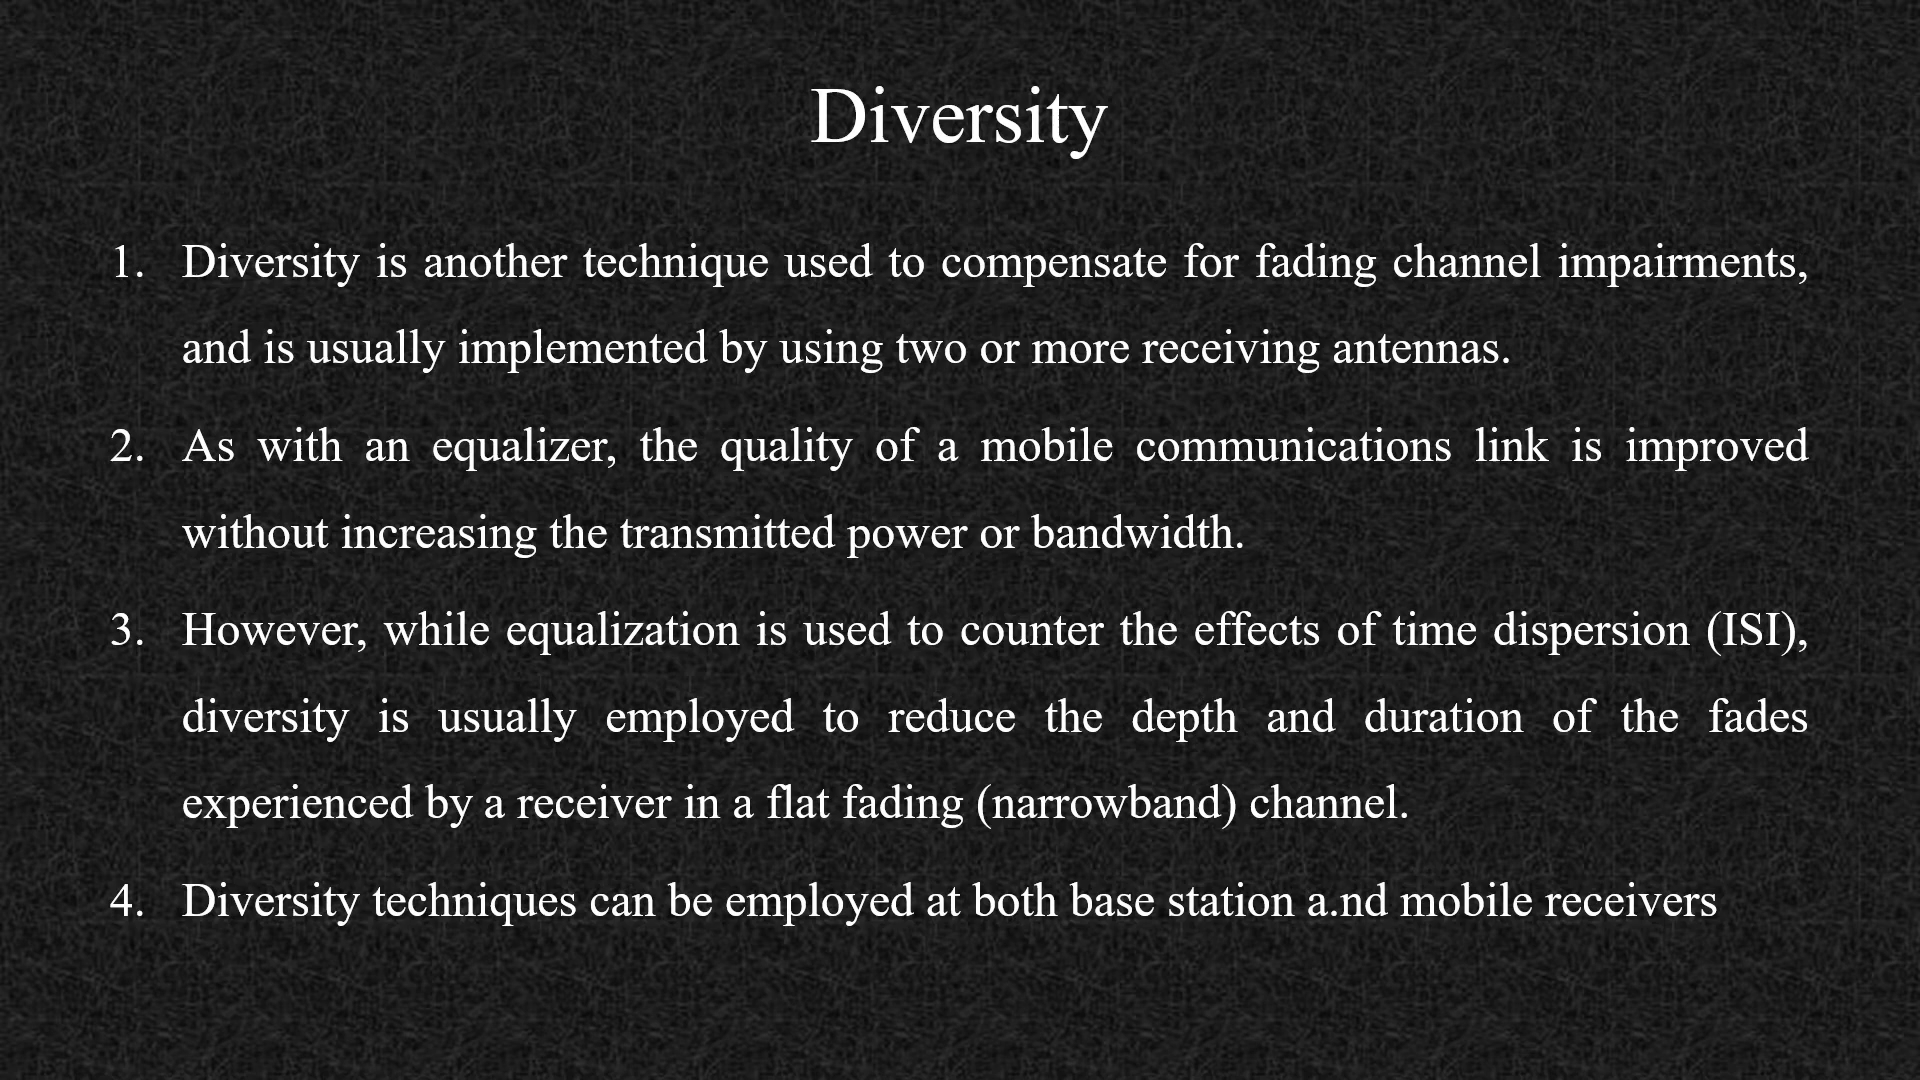 Diversity
1. Diversity is another technique used to compensate for fading channel impairments,
and is usually implemented by using two or more receiving antennas.
2. As with an equalizer, the quality of a mobile communications link is improved
without increasing the transmitted power or bandwidth.
3. However, while equalization is used to counter the effects of time dispersion (ISI),
diversity is usually employed to reduce the depth and duration of the fades
experienced by a receiver in a flat fading (narrowband) channel.
4. Diversity techniques can be employed at both base station a.nd mobile receivers